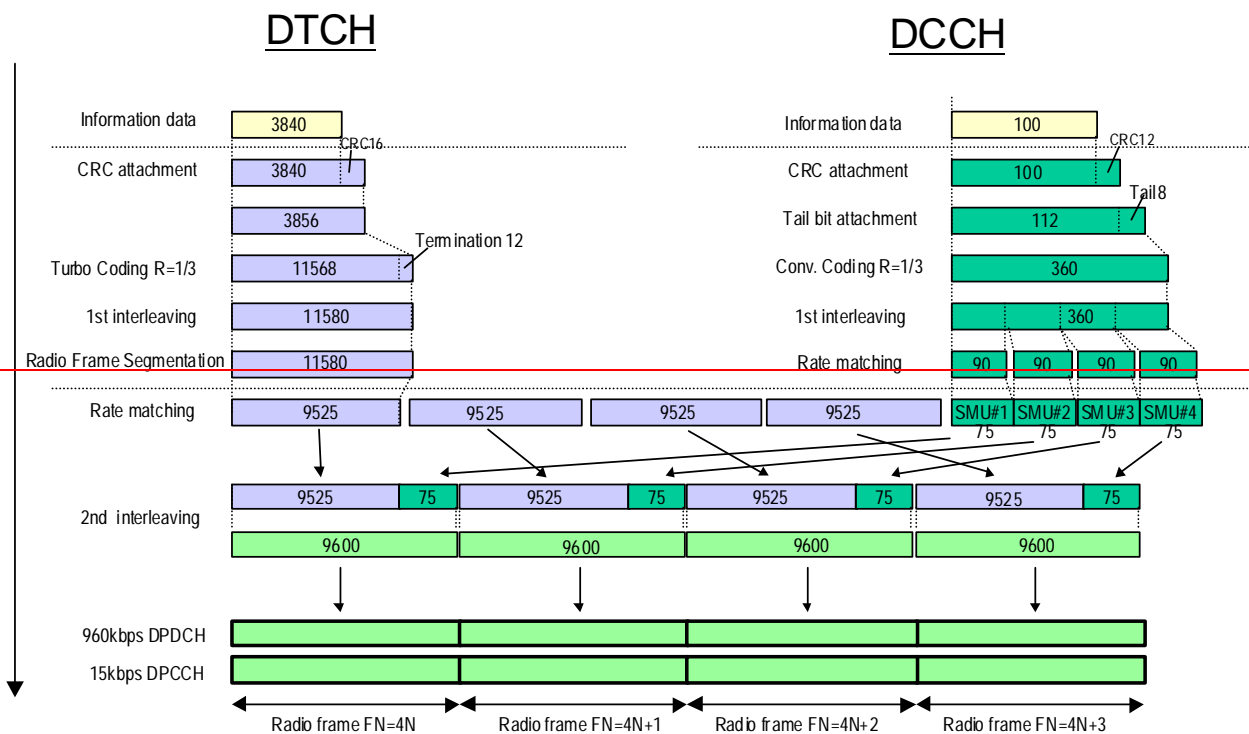 DTCH
DCCH
Information data
3840
Information data
100
CRC16
CRC12
CRC attachment
3840
CRC attachment
100
Tail8
3856
Tail bit attachment
112
Termination 12
Turbo Coding R=1/3
11568
Conv. Coding R=1/3
360
1st interleaving
11580
1st interleaving
360
Radio Frame Segmentation
11580
Rate matching
90 90 90 90
Rate matching
9525 9525 9525 9525
SMU#1 SMU#2 SMU#3 SMU#4
75 75 75 75
9525 75 9525 75 9525 75 9525 75
2nd interleaving
9600 9600 9600 9600
960kbps DPDCH
15kbps DPCCH
Radio frame FN=4N Radio frame FN=4N+1 Radio frame FN=4N+2 Radio frame FN=4N+3